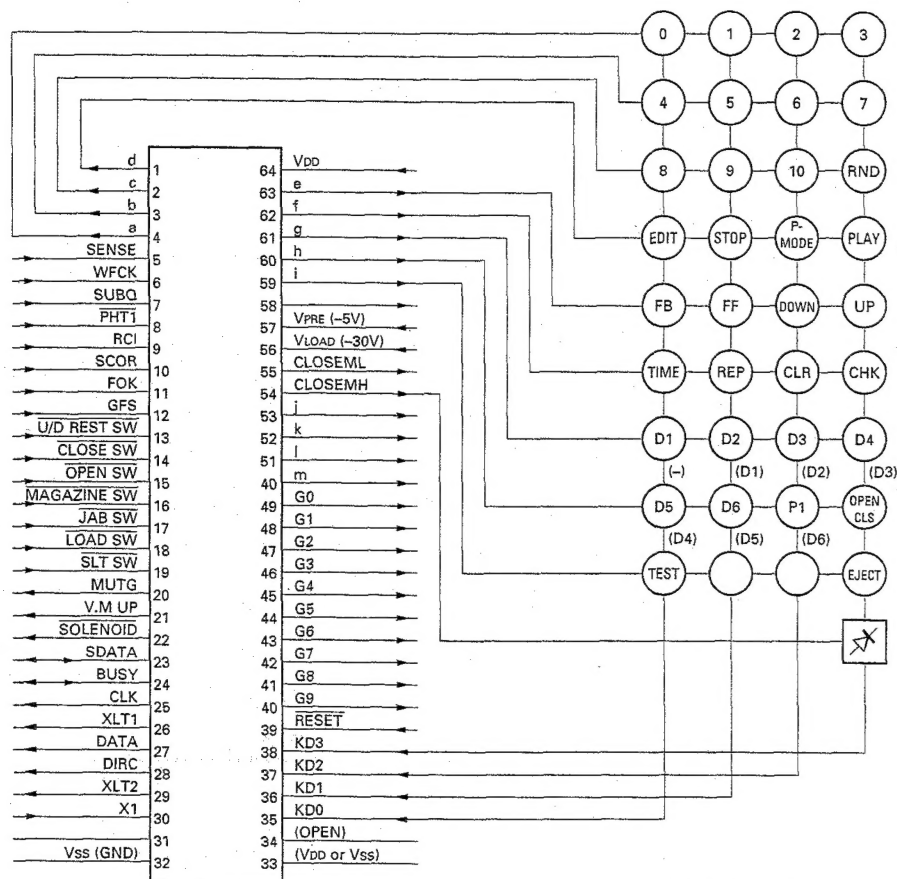 0 1 2 3
4 5 6 7
8 9 10 RND
EDIT STOP P-MODE PLAY
FB FF DOWN UP
TIME REP CLR CHK
D1 D2 D3 D4
(–) (D1) (D2) (D3)
D5 D6 P1 OPEN CLS
(D4) (D5) (D6)
TEST EJECT
d 1
c 2
b 3
a 4
SENSE 5
WFCK 6
SUBQ 7
PHT1 8
RCI 9
SCOR 10
FOK 11
GFS 12
U/D REST SW 13
CLOSE SW 14
OPEN SW 15
MAGAZINE SW 16
JAB SW 17
LOAD SW 18
SLT SW 19
MUTG 20
V.M UP 21
SOLENOID 22
SDATA 23
BUSY 24
CLK 25
XLT1 26
DATA 27
DIRC 28
XLT2 29
X1 30
31
VSS (GND) 32
64 VDD
63 e
62 f
61 g
60 h
59 i
58
57 VPRE (–5V)
56 VLOAD (–30V)
55 CLOSEML
54 CLOSEMH
53 j
52 k
51 l
40 m
49 G0
48 G1
47 G2
46 G3
45 G4
44 G5
43 G6
42 G7
41 G8
40 G9
39 RESET
38 KD3
37 KD2
36 KD1
35 KD0
34 (OPEN)
33 (VDD or VSS)